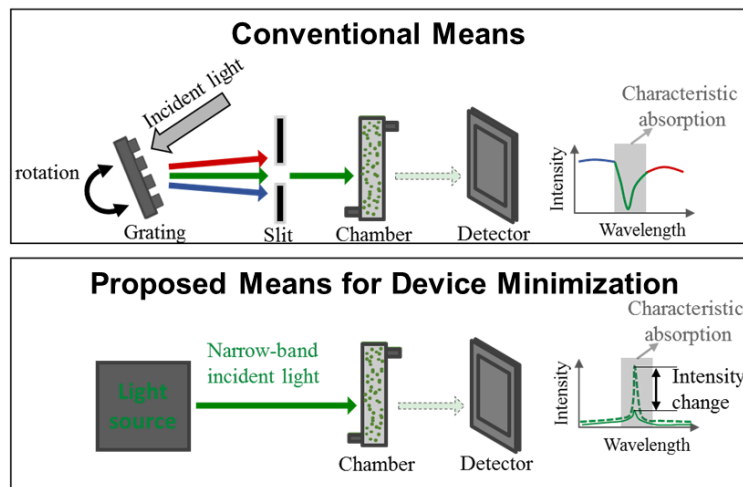 Conventional Means
Incident light
rotation
Grating
Slit
Chamber
Detector
Characteristic
absorption
Intensity
Wavelength
Proposed Means for Device Minimization
Light
source
Narrow-band
incident light
Chamber
Detector
Characteristic
absorption
Intensity
Intensity
change
Wavelength